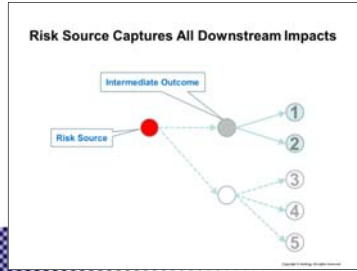 Risk Source Captures All Downstream Impacts
Intermediate Outcome
Risk Source
1
2
3
4
5